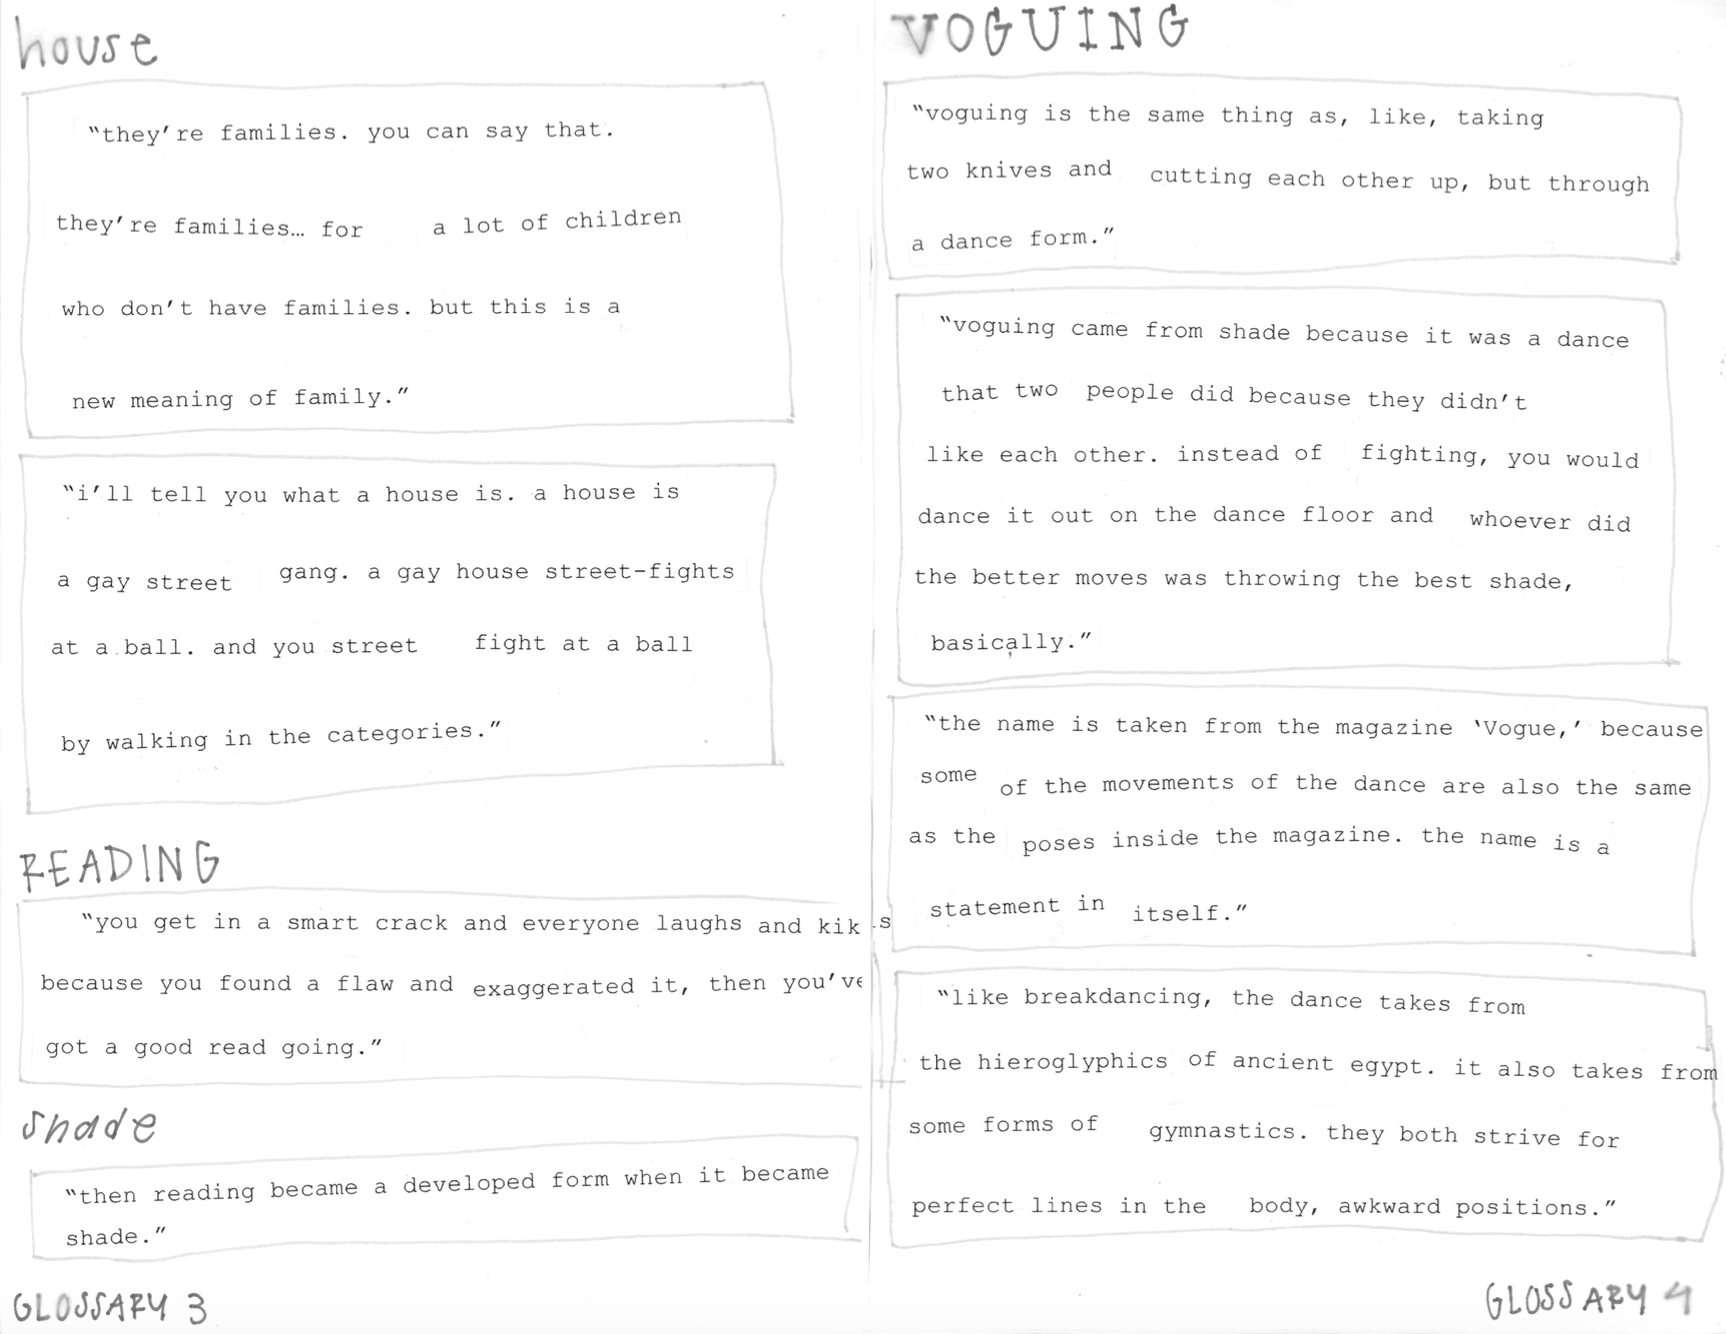 house
“they’re families. you can say that.
they’re families… for a lot of children
who don’t have families. but this is a
new meaning of family.”
“i’ll tell you what a house is. a house is
a gay street gang. a gay house street-fights
at a ball. and you street fight at a ball
by walking in the categories.”
READING
“you get in a smart crack and everyone laughs and kikis
because you found a flaw and exaggerated it, then you’ve
got a good read going.”
shade
“then reading became a developed form when it became
shade.”
GLOSSARY 3
VOGUING
“voguing is the same thing as, like, taking
two knives and cutting each other up, but through
a dance form.”
“voguing came from shade because it was a dance
that two people did because they didn’t
like each other. instead of fighting, you would
dance it out on the dance floor and whoever did
the better moves was throwing the best shade,
basically.”
“the name is taken from the magazine ‘Vogue,’ because
some of the movements of the dance are also the same
as the poses inside the magazine. the name is a
statement in itself.”
“like breakdancing, the dance takes from
the hieroglyphics of ancient egypt. it also takes from
some forms of gymnastics. they both strive for
perfect lines in the body, awkward positions.”
GLOSSARY 4